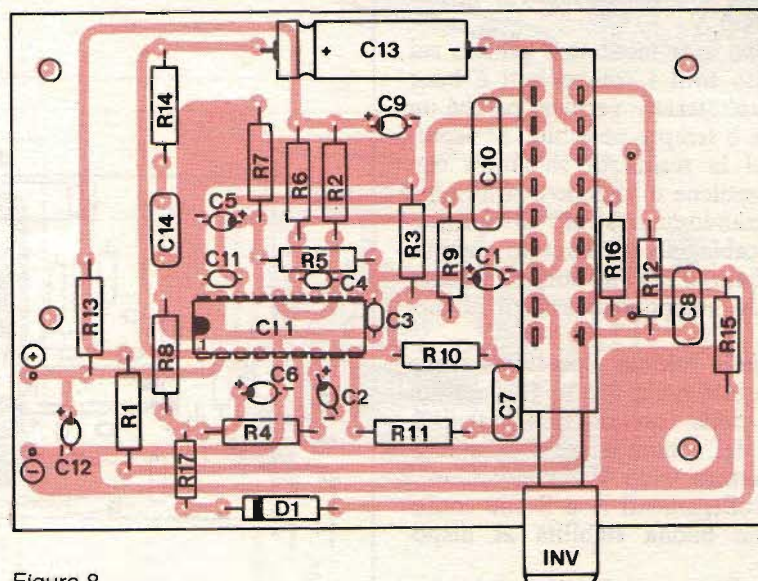 + C13 −
R14
C9
+
R7
R6
R2
C10
C5
+
C14
R3
R9
R16
R12
C11
R5
C4
C1
+
C8
R13
CI1
1
C3
R15
R8
R10
+
R1
C6
+
C2
+
C7
+
C12
R4
R11
−
R17
D1
INV
Figure 8